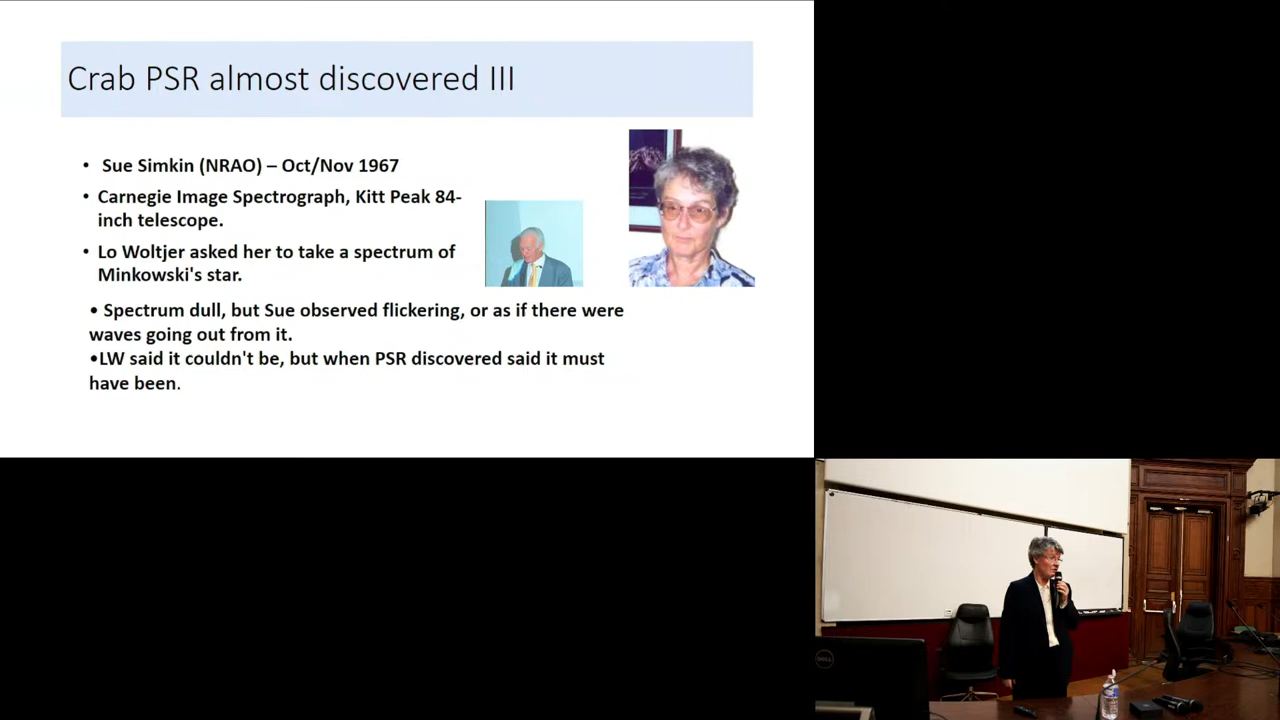 Crab PSR almost discovered III
• Sue Simkin (NRAO) – Oct/Nov 1967
• Carnegie Image Spectrograph, Kitt Peak 84-
inch telescope.
• Lo Woltjer asked her to take a spectrum of
Minkowski's star.
• Spectrum dull, but Sue observed flickering, or as if there were
waves going out from it.
•LW said it couldn't be, but when PSR discovered said it must
have been.
DELL